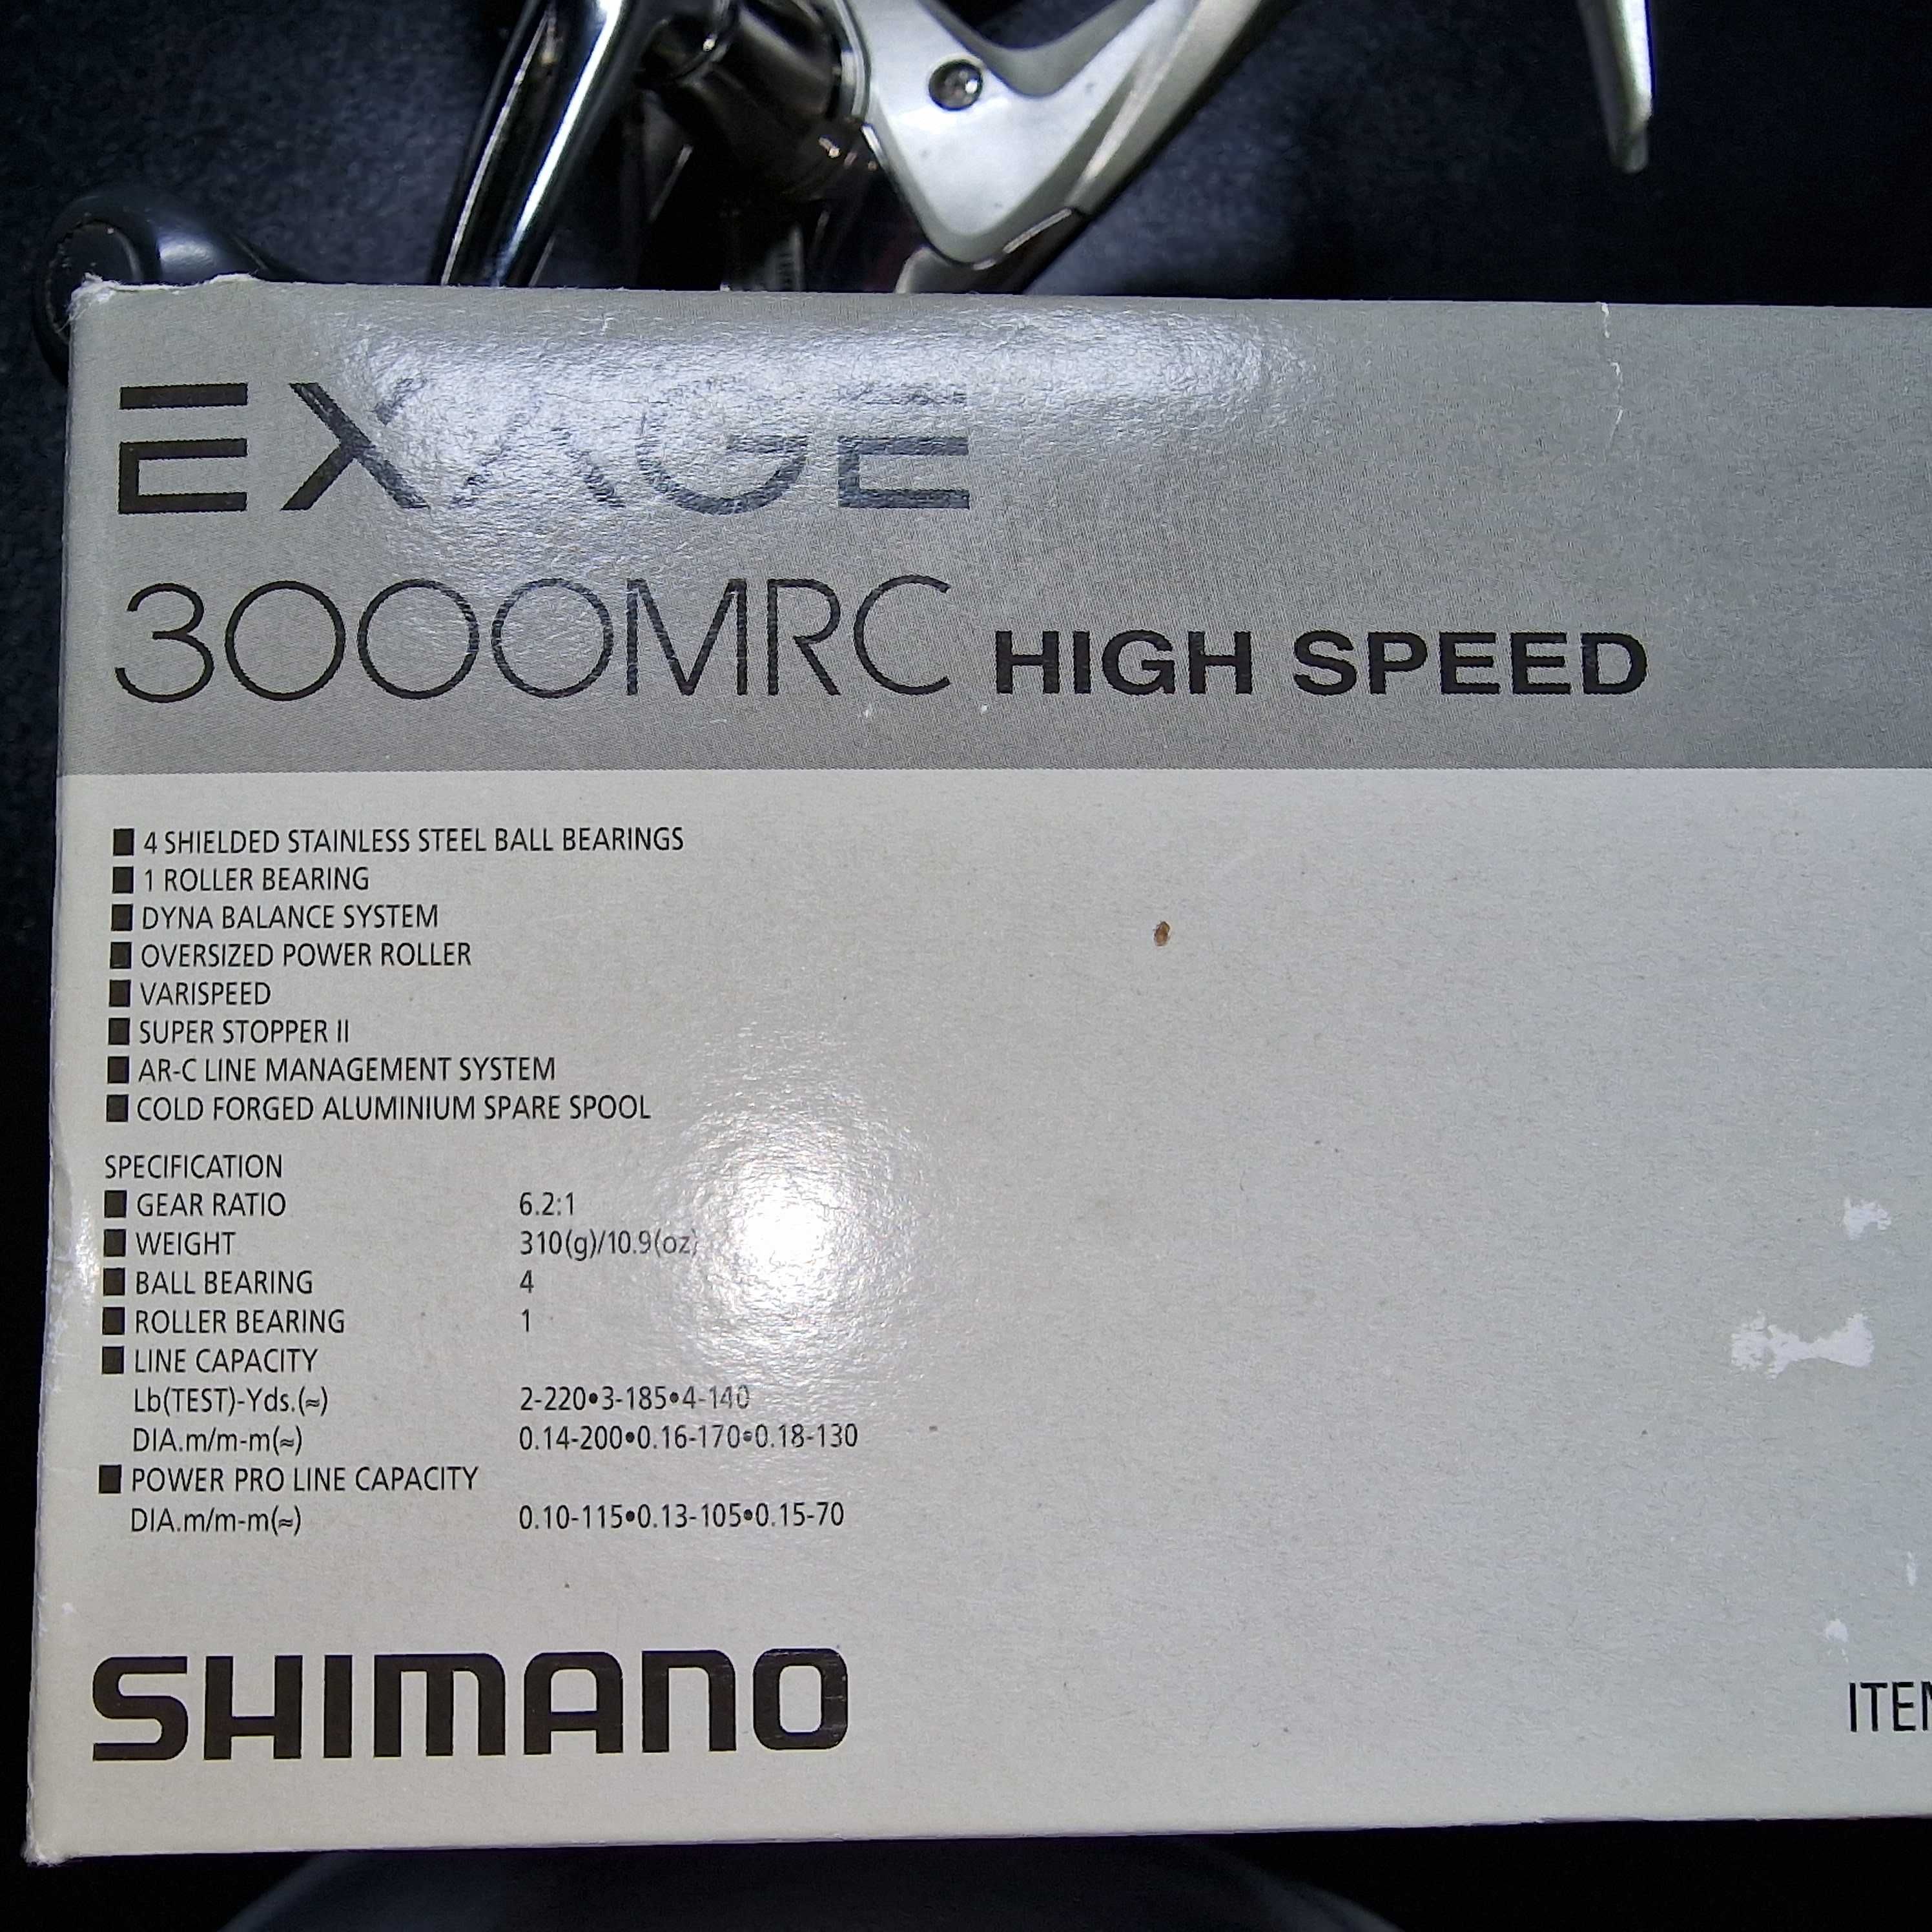 EXAGE
3000MRC HIGH SPEED
■ 4 SHIELDED STAINLESS STEEL BALL BEARINGS
■ 1 ROLLER BEARING
■ DYNA BALANCE SYSTEM
■ OVERSIZED POWER ROLLER
■ VARISPEED
■ SUPER STOPPER II
■ AR-C LINE MANAGEMENT SYSTEM
■ COLD FORGED ALUMINIUM SPARE SPOOL
SPECIFICATION
■ GEAR RATIO 6.2:1
■ WEIGHT 310(g)/10.9(oz)
■ BALL BEARING 4
■ ROLLER BEARING 1
■ LINE CAPACITY
Lb(TEST)-Yds.(≈) 2-220•3-185•4-140
DIA.m/m-m(≈) 0.14-200•0.16-170•0.18-130
■ POWER PRO LINE CAPACITY
DIA.m/m-m(≈) 0.10-115•0.13-105•0.15-70
SHIMANO